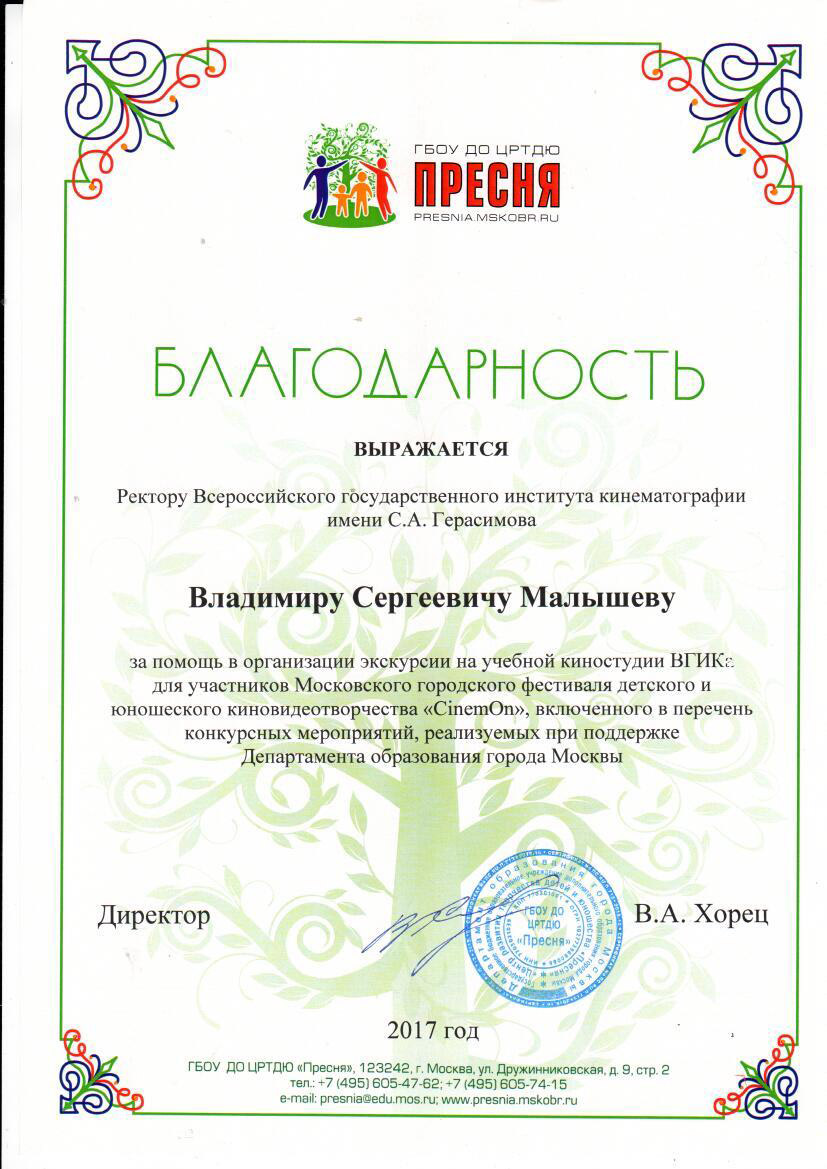 ГБОУ ДО ЦРТДЮ
ПРЕСНЯ
PRESNIA.MSKOBR.RU
БЛАГОДАРНОСТЬ
ВЫРАЖАЕТСЯ
Ректору Всероссийского государственного института кинематографии
имени С.А. Герасимова
Владимиру Сергеевичу Малышеву
за помощь в организации экскурсии на учебной киностудии ВГИКа
для участников Московского городского фестиваля детского и
юношеского киновидеотворчества «CinemOn», включенного в перечень
конкурсных мероприятий, реализуемых при поддержке
Департамента образования города Москвы
Департамент образования города Москвы
ГБОУ ДО
ЦРТДЮ
«Пресня»
Директор
В.А. Хорец
2017 год
ГБОУ ДО ЦРТДЮ «Пресня», 123242, г. Москва, ул. Дружинниковская, д. 9, стр. 2
тел.: +7 (495) 605-47-62; +7 (495) 605-74-15
e-mail: presnia@edu.mos.ru; www.presnia.mskobr.ru